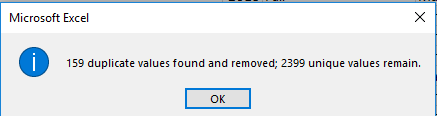 Microsoft Excel
159 duplicate values found and removed; 2399 unique values remain.
OK